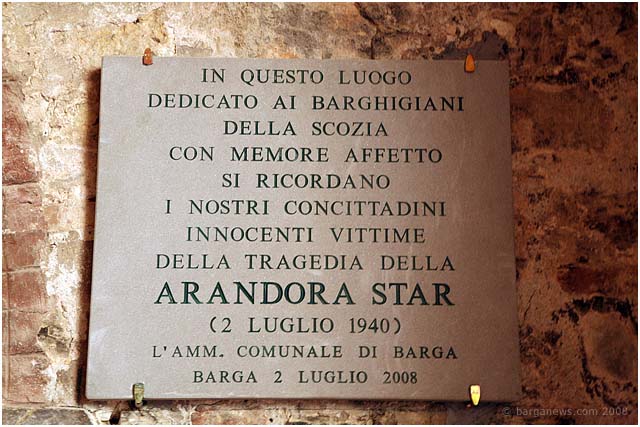 IN QUESTO LUOGO
DEDICATO AI BARGHIGIANI
DELLA SCOZIA
CON MEMORE AFFETTO
SI RICORDANO
I NOSTRI CONCITTADINI
INNOCENTI VITTIME
DELLA TRAGEDIA DELLA
ARANDORA STAR
(2 LUGLIO 1940)
L'AMM. COMUNALE DI BARGA
BARGA 2 LUGLIO 2008
© barganews.com 2008